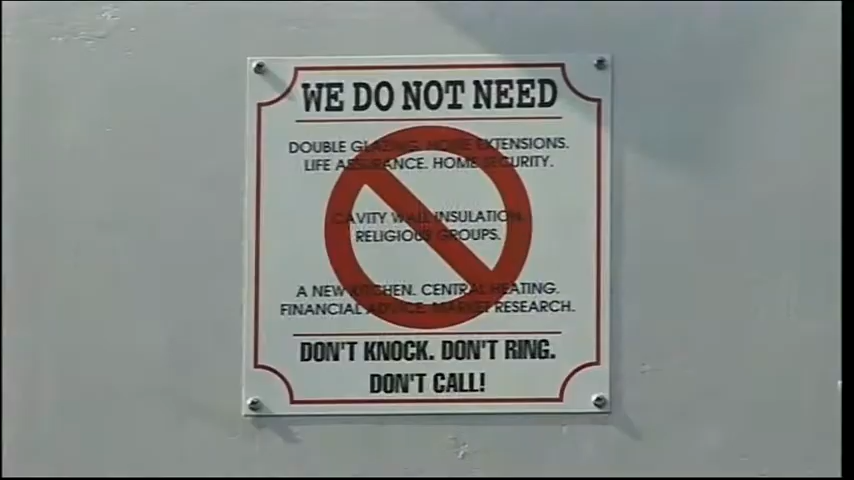 WE DO NOT NEED
DOUBLE GLAZING. HOME EXTENSIONS.
LIFE ASSURANCE. HOME SECURITY.
CAVITY WALL INSULATION
RELIGIOUS GROUPS.
A NEW KITCHEN. CENTRAL HEATING.
FINANCIAL ADVICE. MARKET RESEARCH.
DON'T KNOCK. DON'T RING.
DON'T CALL!